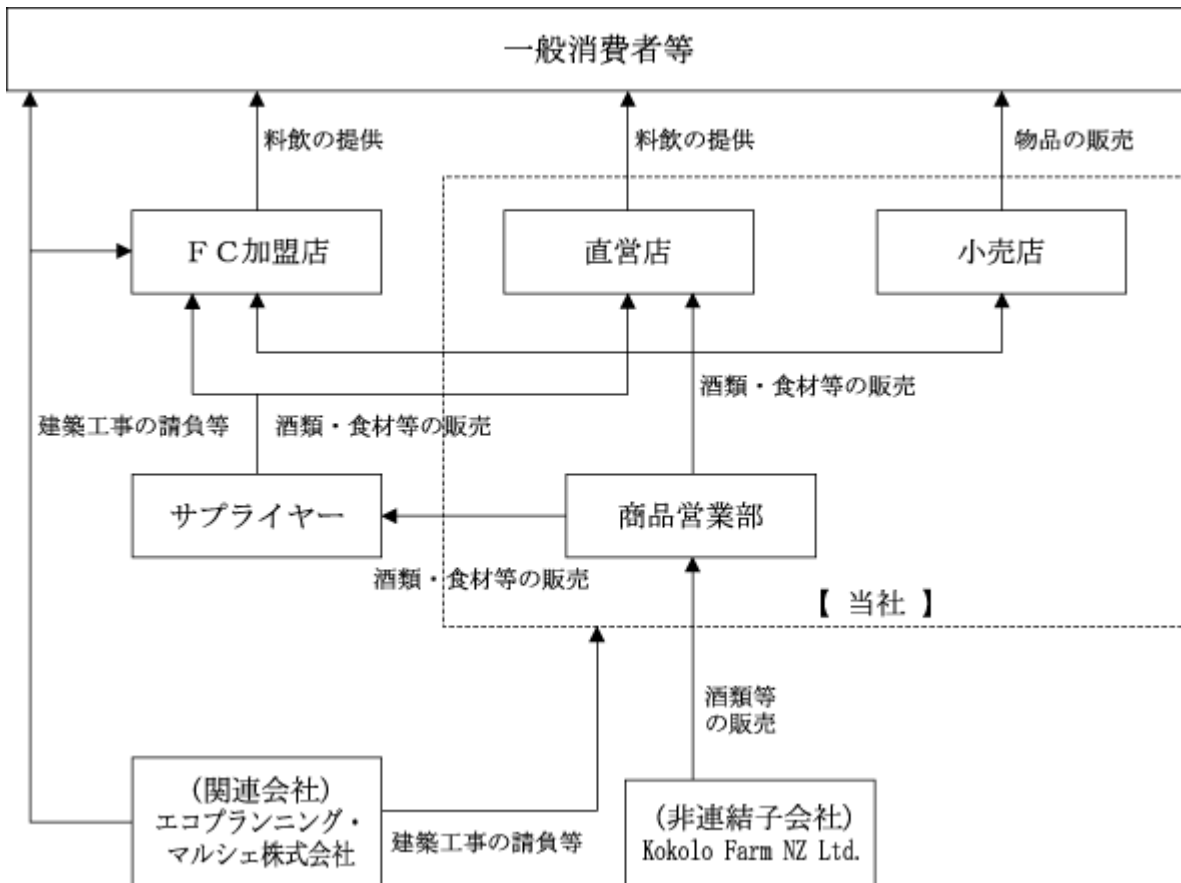 一般消費者等
料飲の提供
料飲の提供
物品の販売
ＦＣ加盟店
直営店
小売店
酒類・食材等の販売
建築工事の請負等
酒類・食材等の販売
サプライヤー
商品営業部
酒類・食材等の販売
【 当社 】
酒類等
の販売
(関連会社)
エコプランニング・
マルシェ株式会社
建築工事の請負等
(非連結子会社)
Kokolo Farm NZ Ltd.